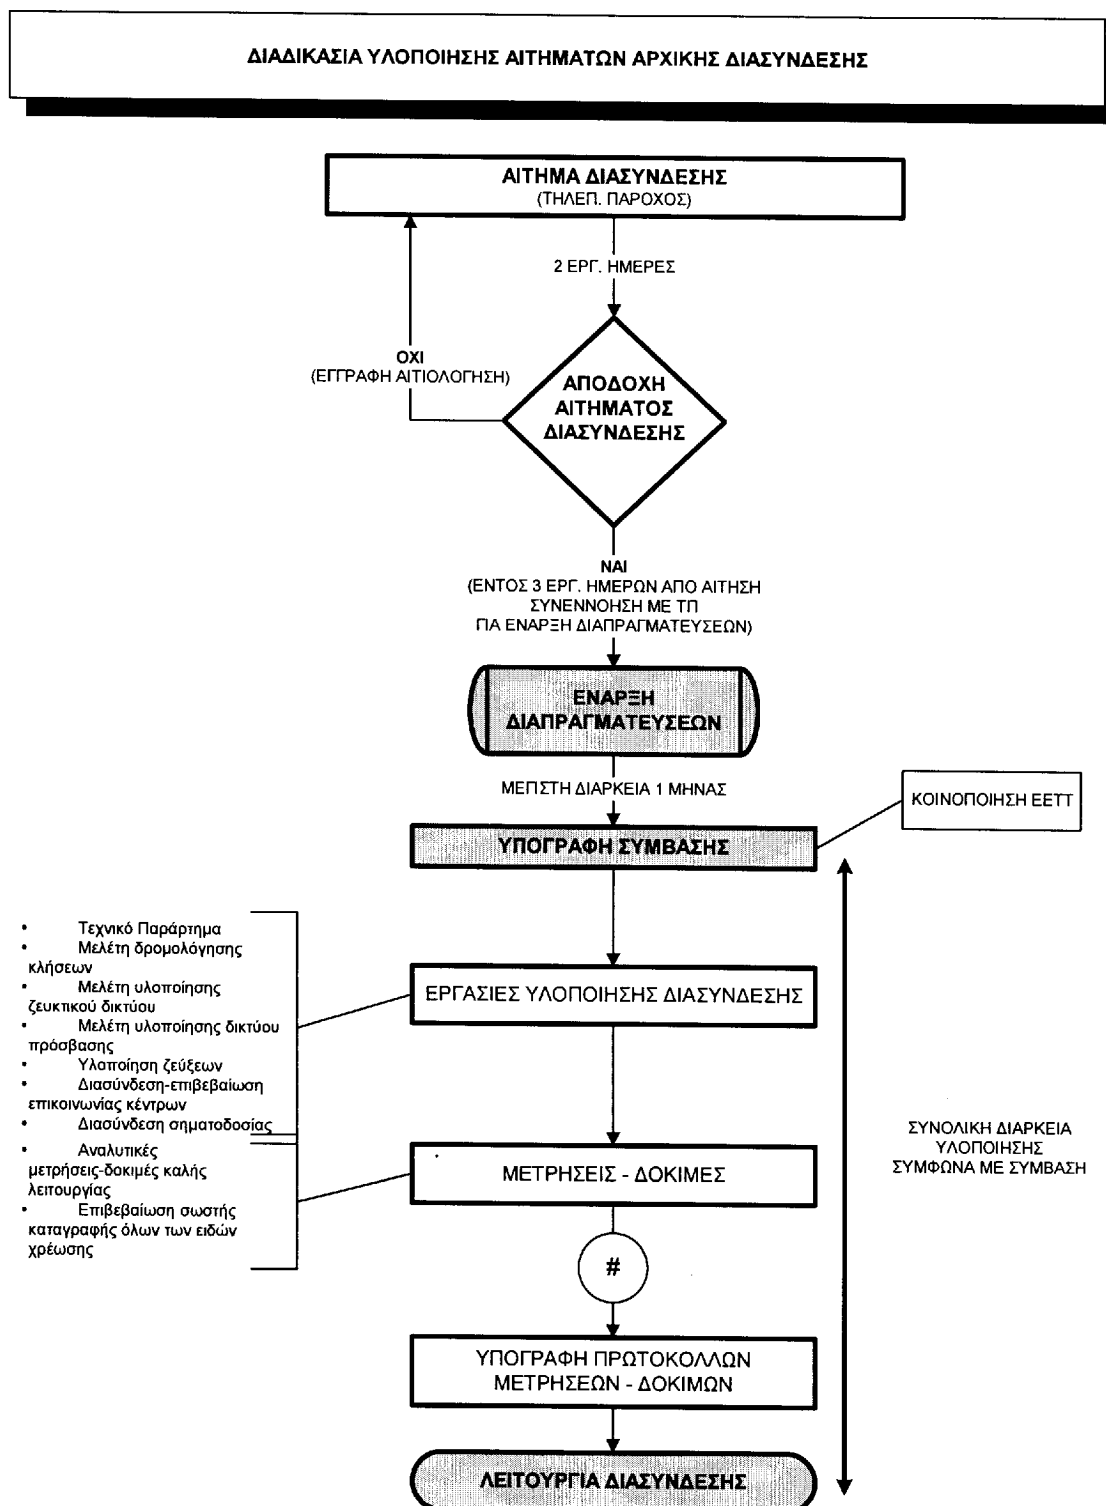 ΔΙΑΔΙΚΑΣΙΑ ΥΛΟΠΟΙΗΣΗΣ ΑΙΤΗΜΑΤΩΝ ΑΡΧΙΚΗΣ ΔΙΑΣΥΝΔΕΣΗΣ
ΑΙΤΗΜΑ ΔΙΑΣΥΝΔΕΣΗΣ
(ΤΗΛΕΠ. ΠΑΡΟΧΟΣ)
2 ΕΡΓ. ΗΜΕΡΕΣ
ΟΧΙ
(ΕΓΓΡΑΦΗ ΑΙΤΙΟΛΟΓΗΣΗ)
ΑΠΟΔΟΧΗ
ΑΙΤΗΜΑΤΟΣ
ΔΙΑΣΥΝΔΕΣΗΣ
ΝΑΙ
(ΕΝΤΟΣ 3 ΕΡΓ. ΗΜΕΡΩΝ ΑΠΟ ΑΙΤΗΣΗ
ΣΥΝΕΝΝΟΗΣΗ ΜΕ ΤΠ
ΓΙΑ ΕΝΑΡΞΗ ΔΙΑΠΡΑΓΜΑΤΕΥΣΕΩΝ)
ΕΝΑΡΞΗ
ΔΙΑΠΡΑΓΜΑΤΕΥΣΕΩΝ
ΜΕΓΙΣΤΗ ΔΙΑΡΚΕΙΑ 1 ΜΗΝΑΣ
ΚΟΙΝΟΠΟΙΗΣΗ ΕΕΤΤ
ΥΠΟΓΡΑΦΗ ΣΥΜΒΑΣΗΣ
• Τεχνικό Παράρτημα
• Μελέτη δρομολόγησης
κλήσεων
• Μελέτη υλοποίησης
ζευκτικού δικτύου
• Μελέτη υλοποίησης δικτύου
πρόσβασης
• Υλοποίηση ζεύξεων
• Διασύνδεση-επιβεβαίωση
επικοινωνίας κέντρων
• Διασύνδεση σηματοδοσίας
ΕΡΓΑΣΙΕΣ ΥΛΟΠΟΙΗΣΗΣ ΔΙΑΣΥΝΔΕΣΗΣ
• Αναλυτικές
μετρήσεις-δοκιμές καλής
λειτουργίας
• Επιβεβαίωση σωστής
καταγραφής όλων των ειδών
χρέωσης
ΜΕΤΡΗΣΕΙΣ - ΔΟΚΙΜΕΣ
ΣΥΝΟΛΙΚΗ ΔΙΑΡΚΕΙΑ
ΥΛΟΠΟΙΗΣΗΣ
ΣΥΜΦΩΝΑ ΜΕ ΣΥΜΒΑΣΗ
#
ΥΠΟΓΡΑΦΗ ΠΡΩΤΟΚΟΛΛΩΝ
ΜΕΤΡΗΣΕΩΝ - ΔΟΚΙΜΩΝ
ΛΕΙΤΟΥΡΓΙΑ ΔΙΑΣΥΝΔΕΣΗΣ